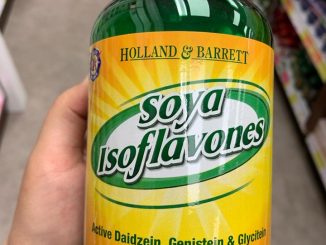 HOLLAND & BARRETT
Soya
Isoflavones
Active Daidzein, Genistein & Glycitein